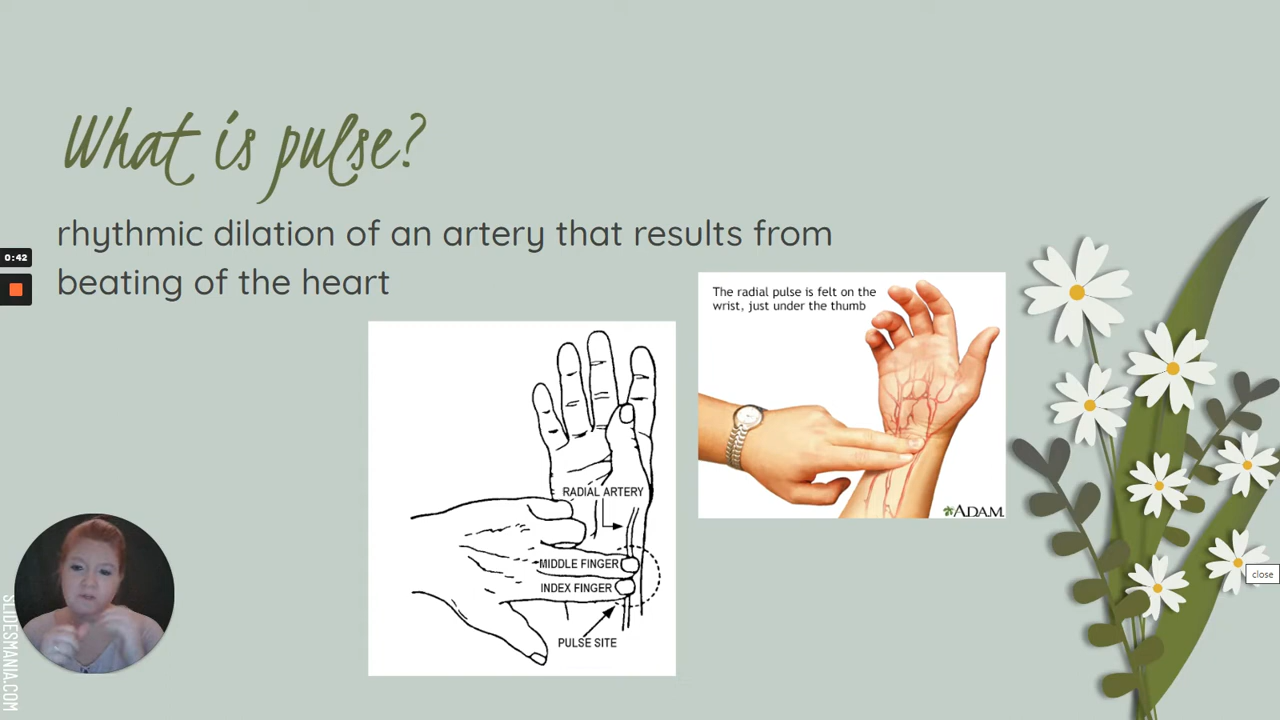 What is pulse?
rhythmic dilation of an artery that results from
beating of the heart
0:42
The radial pulse is felt on the
wrist, just under the thumb
ADAM.
RADIAL ARTERY
MIDDLE FINGER
INDEX FINGER
PULSE SITE
close
SLIDESMANIA.COM